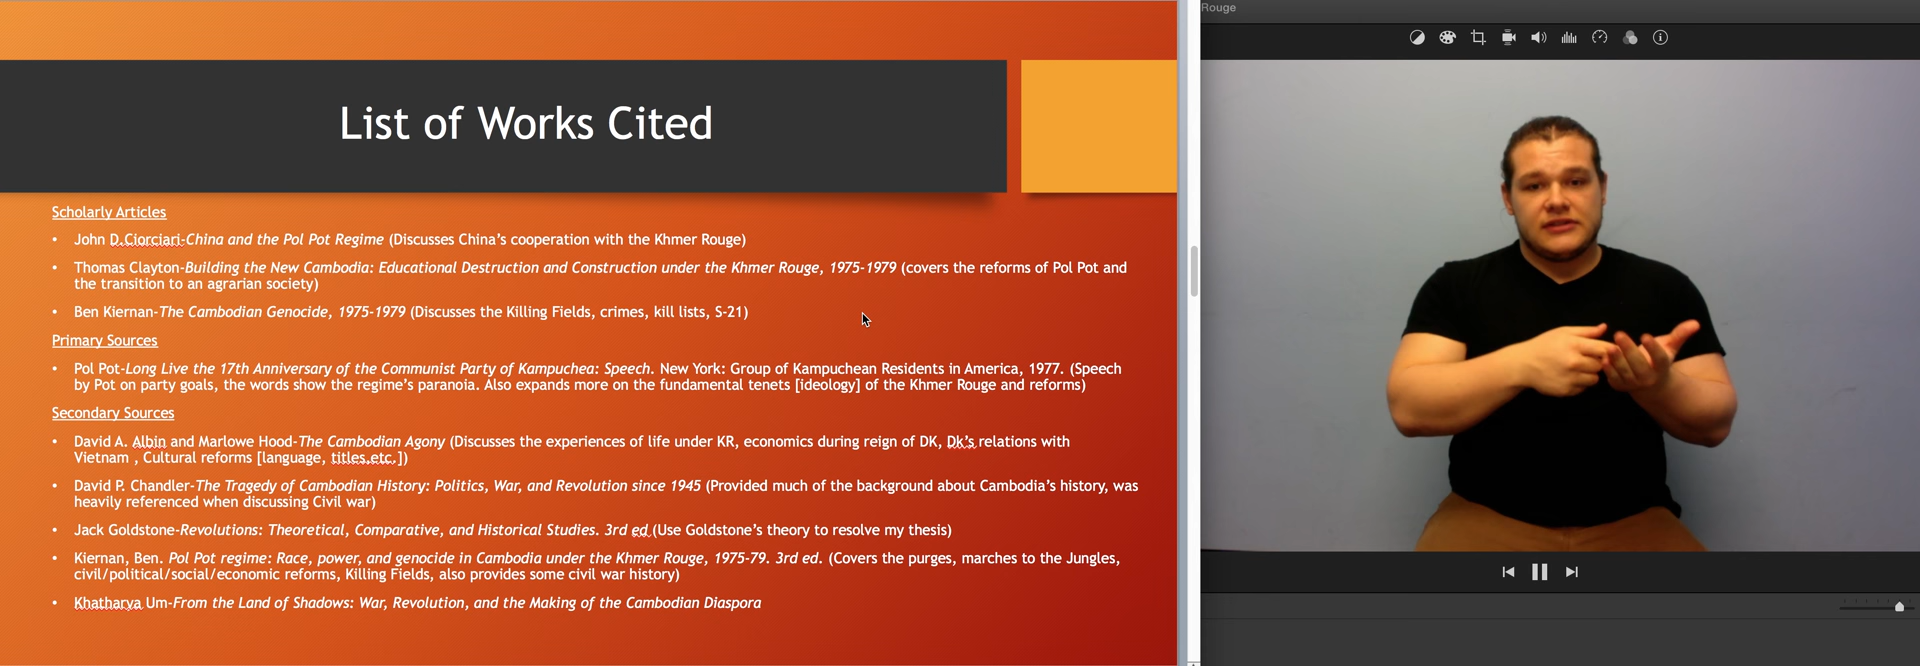 List of Works Cited
Scholarly Articles
• John D.Ciorciari-China and the Pol Pot Regime (Discusses China's cooperation with the Khmer Rouge)
• Thomas Clayton-Building the New Cambodia: Educational Destruction and Construction under the Khmer Rouge, 1975-1979 (covers the reforms of Pol Pot and
the transition to an agrarian society)
• Ben Kiernan-The Cambodian Genocide, 1975-1979 (Discusses the Killing Fields, crimes, kill lists, S-21)
Primary Sources
• Pol Pot-Long Live the 17th Anniversary of the Communist Party of Kampuchea: Speech. New York: Group of Kampuchean Residents in America, 1977. (Speech
by Pot on party goals, the words show the regime's paranoia. Also expands more on the fundamental tenets [ideology] of the Khmer Rouge and reforms)
Secondary Sources
• David A. Albin and Marlowe Hood-The Cambodian Agony (Discusses the experiences of life under KR, economics during reign of DK, Dk's relations with
Vietnam , Cultural reforms [language, titles,etc.])
• David P. Chandler-The Tragedy of Cambodian History: Politics, War, and Revolution since 1945 (Provided much of the background about Cambodia's history, was
heavily referenced when discussing Civil war)
• Jack Goldstone-Revolutions: Theoretical, Comparative, and Historical Studies. 3rd ed.(Use Goldstone's theory to resolve my thesis)
• Kiernan, Ben. Pol Pot regime: Race, power, and genocide in Cambodia under the Khmer Rouge, 1975-79. 3rd ed. (Covers the purges, marches to the Jungles,
civil/political/social/economic reforms, Killing Fields, also provides some civil war history)
• Khatharya Um-From the Land of Shadows: War, Revolution, and the Making of the Cambodian Diaspora
Rouge